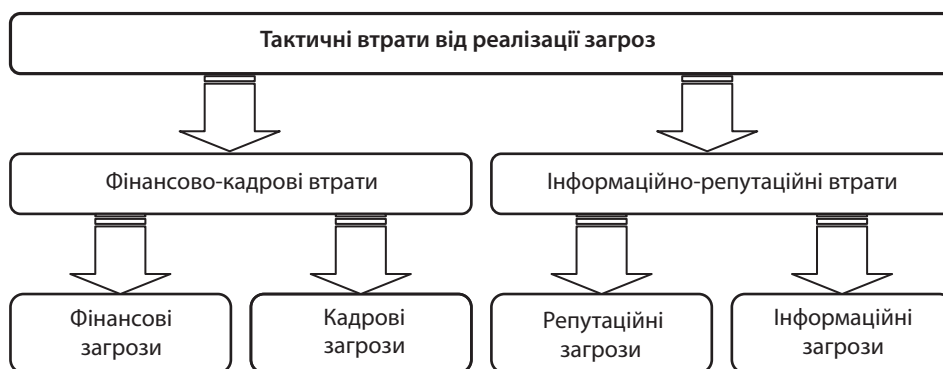 Тактичні втрати від реалізації загроз
Фінансово-кадрові втрати
Інформаційно-репутаційні втрати
Фінансові
загрози
Кадрові
загрози
Репутаційні
загрози
Інформаційні
загрози